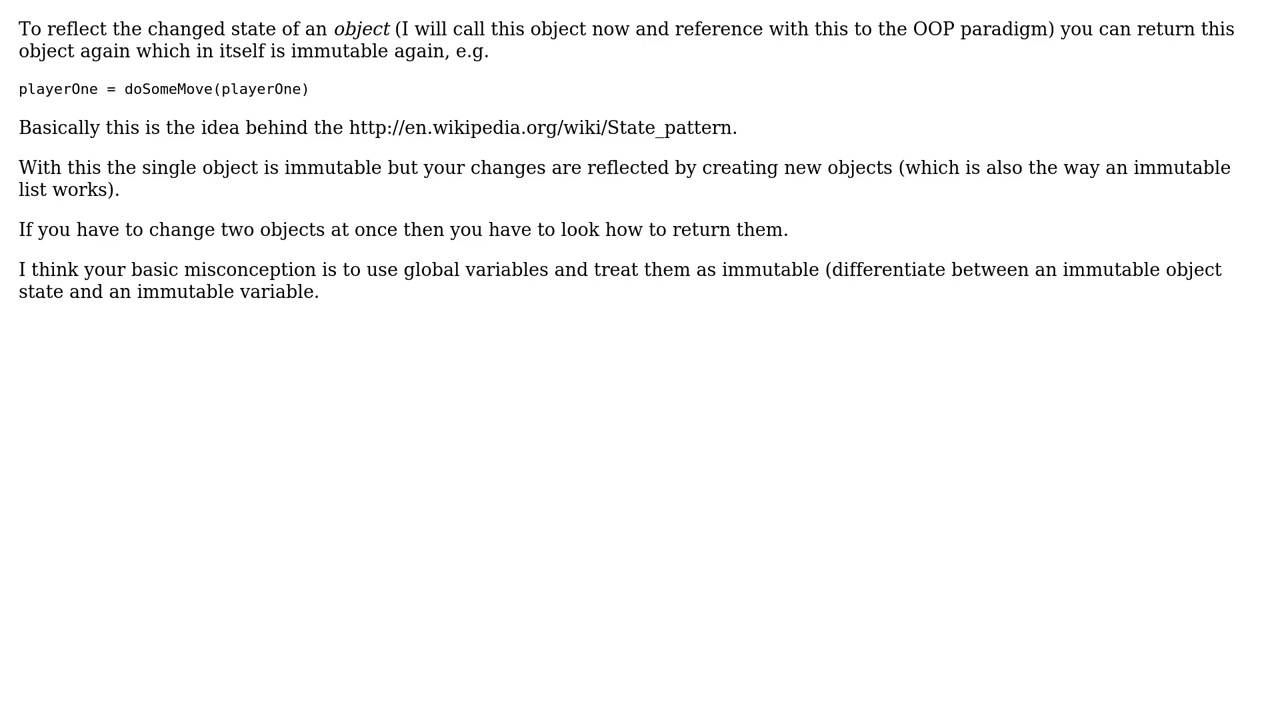 To reflect the changed state of an object (I will call this object now and reference with this to the OOP paradigm) you can return this
object again which in itself is immutable again, e.g.
playerOne = doSomeMove(playerOne)
Basically this is the idea behind the http://en.wikipedia.org/wiki/State_pattern.
With this the single object is immutable but your changes are reflected by creating new objects (which is also the way an immutable
list works).
If you have to change two objects at once then you have to look how to return them.
I think your basic misconception is to use global variables and treat them as immutable (differentiate between an immutable object
state and an immutable variable.